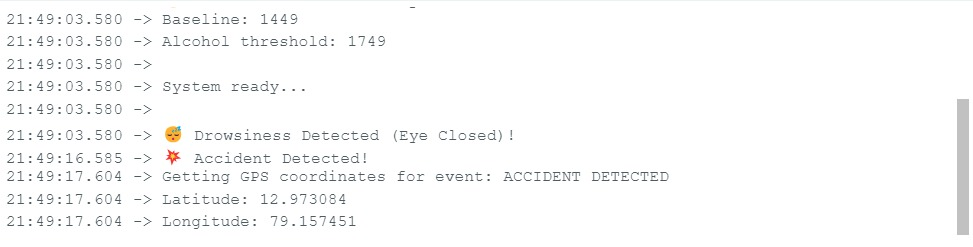 21:49:03.580 -> Baseline: 1449
21:49:03.580 -> Alcohol threshold: 1749
21:49:03.580 ->
21:49:03.580 -> System ready...
21:49:03.580 ->
21:49:03.580 -> 😴 Drowsiness Detected (Eye Closed)!
21:49:16.585 -> 💥 Accident Detected!
21:49:17.604 -> Getting GPS coordinates for event: ACCIDENT DETECTED
21:49:17.604 -> Latitude: 12.973084
21:49:17.604 -> Longitude: 79.157451